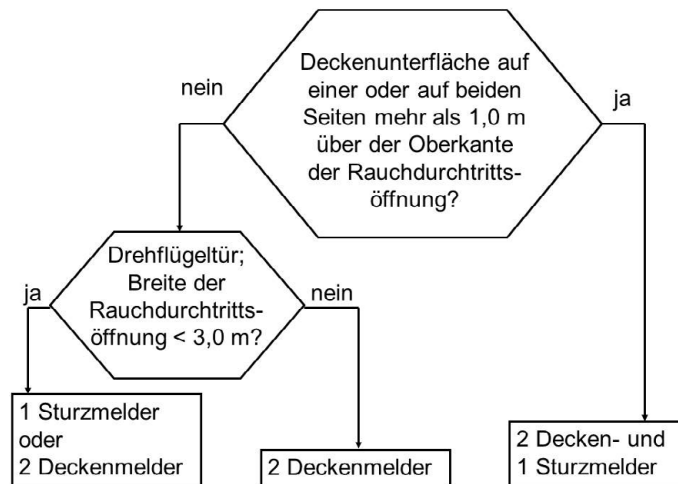 Deckenunterfläche auf
einer oder auf beiden
Seiten mehr als 1,0 m
über der Oberkante
der Rauchdurchtritts-
öffnung?
nein
ja
Drehflügeltür;
Breite der
Rauchdurchtritts-
öffnung < 3,0 m?
ja
nein
1 Sturzmelder
oder
2 Deckenmelder
2 Deckenmelder
2 Decken- und
1 Sturzmelder